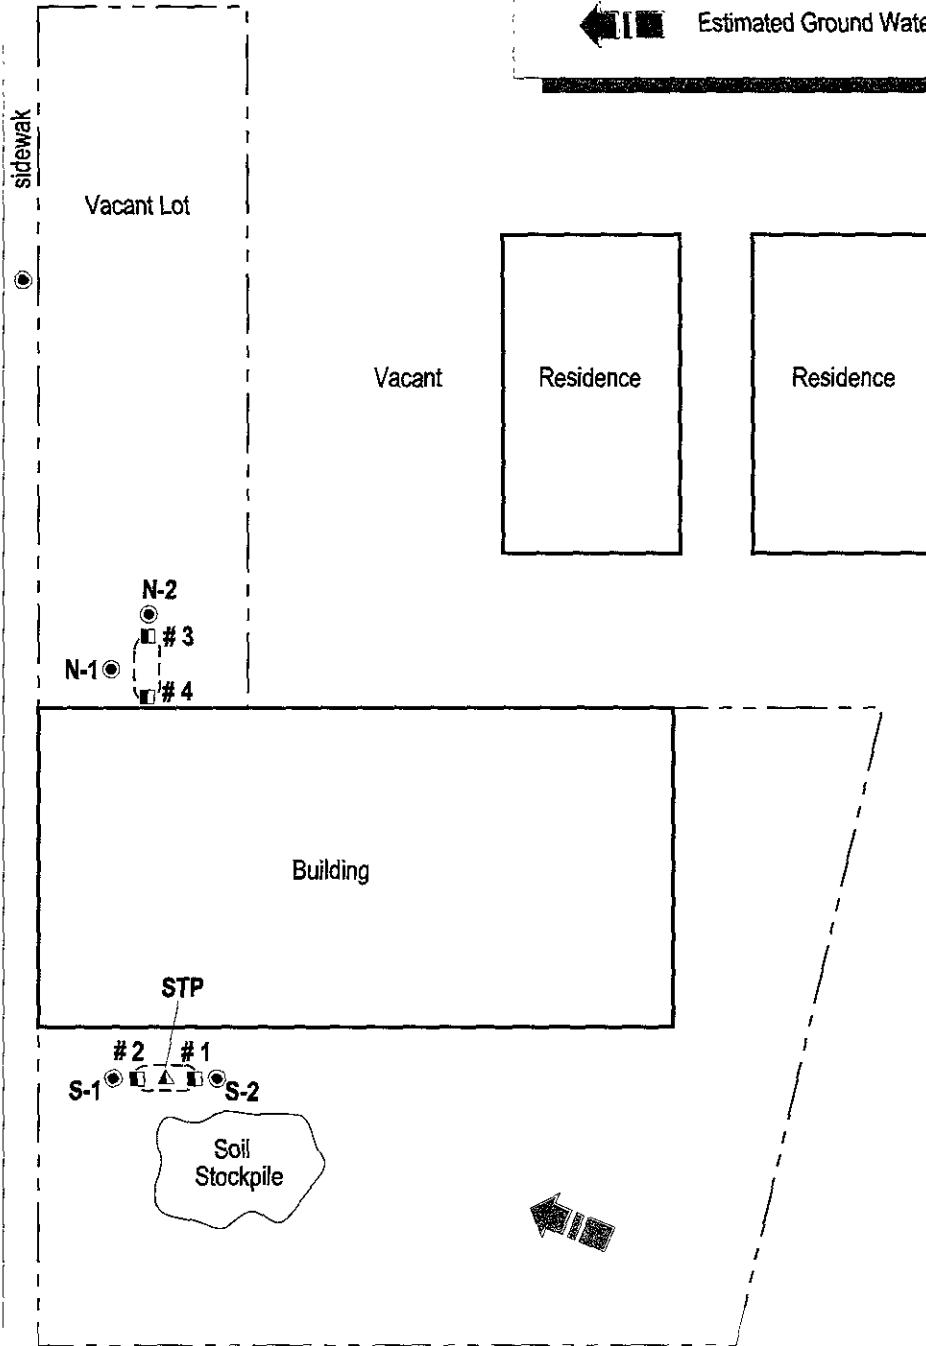 Estimated Ground Wate
sidewak
Vacant Lot
Vacant
Residence
Residence
N-2
# 3
N-1
# 4
Building
STP
# 2
# 1
S-1
S-2
Soil
Stockpile